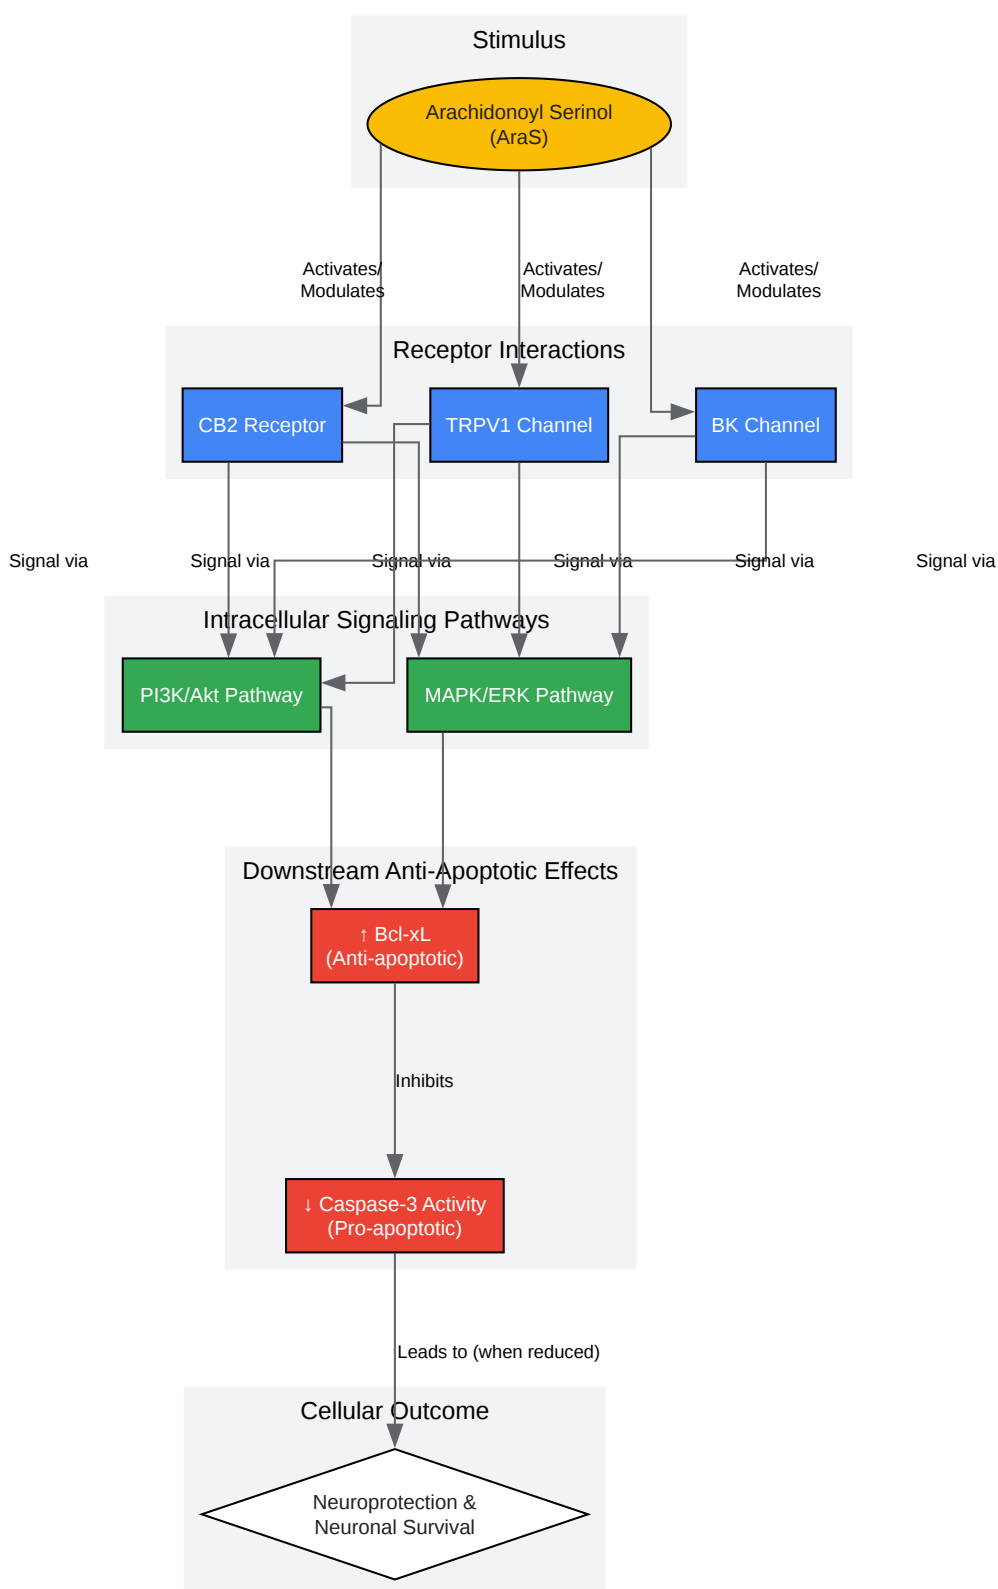 Stimulus
Arachidonoyl Serinol
(AraS)
Activates/
Modulates
Activates/
Modulates
Activates/
Modulates
Receptor Interactions
CB2 Receptor
TRPV1 Channel
BK Channel
Signal via
Signal via
Signal via
Signal via
Signal via
Signal via
Intracellular Signaling Pathways
PI3K/Akt Pathway
MAPK/ERK Pathway
Downstream Anti-Apoptotic Effects
↑ Bcl-xL
(Anti-apoptotic)
Inhibits
↓ Caspase-3 Activity
(Pro-apoptotic)
Leads to (when reduced)
Cellular Outcome
Neuroprotection &
Neuronal Survival